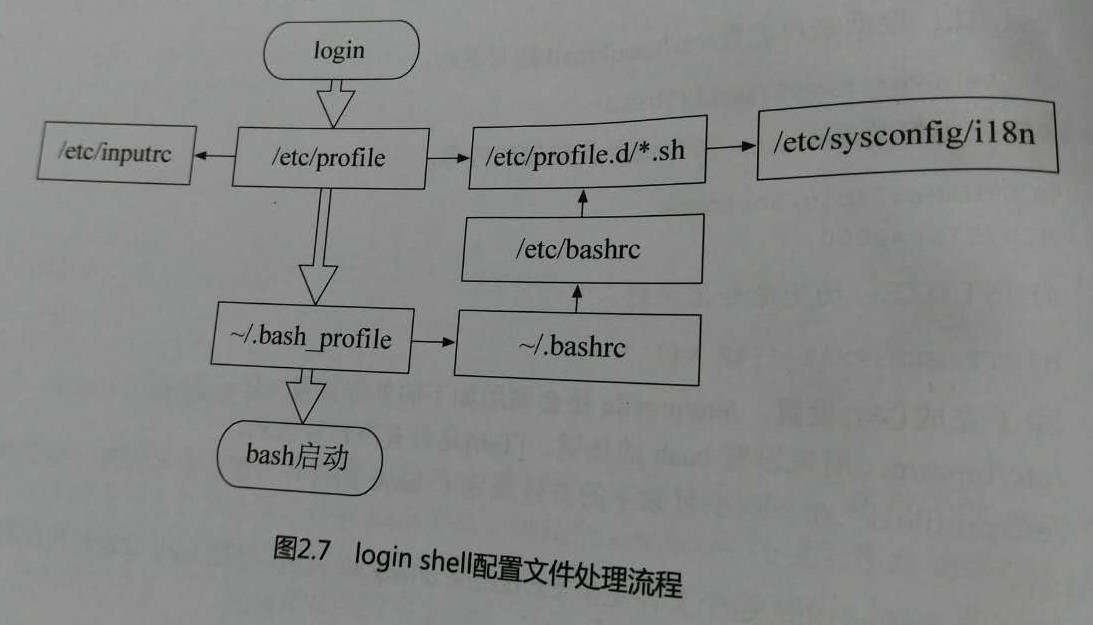 login
/etc/inputrc
/etc/profile
/etc/profile.d/*.sh
/etc/sysconfig/i18n
/etc/bashrc
~/.bash_profile
~/.bashrc
bash启动
图2.7 login shell配置文件处理流程